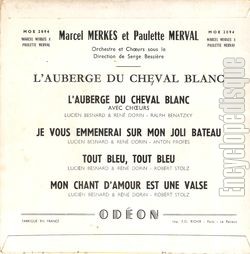 MOE 2094
MARCEL MERKES &
PAULETTE MERVAL
Marcel MERKES et Paulette MERVAL
MOE 2094
MARCEL MERKES &
PAULETTE MERVAL
Orchestre et Chœurs sous la
Direction de Serge Bessière
L'AUBERGE DU CHEVAL BLANC
L'AUBERGE DU CHEVAL BLANC
AVEC CHŒURS
LUCIEN BESNARD & RENÉ DORIN - RALPH BENATZKY
JE VOUS EMMENERAI SUR MON JOLI BATEAU
LUCIEN BESNARD & RENÉ DORIN - ANTON PROFES
TOUT BLEU, TOUT BLEU
LUCIEN BESNARD & RENÉ DORIN - ROBERT STOLZ
MON CHANT D'AMOUR EST UNE VALSE
LUCIEN BESNARD & RENÉ DORIN - ROBERT STOLZ
FABRIQUÉ EN FRANCE
ODÉON
Encyclopédisque